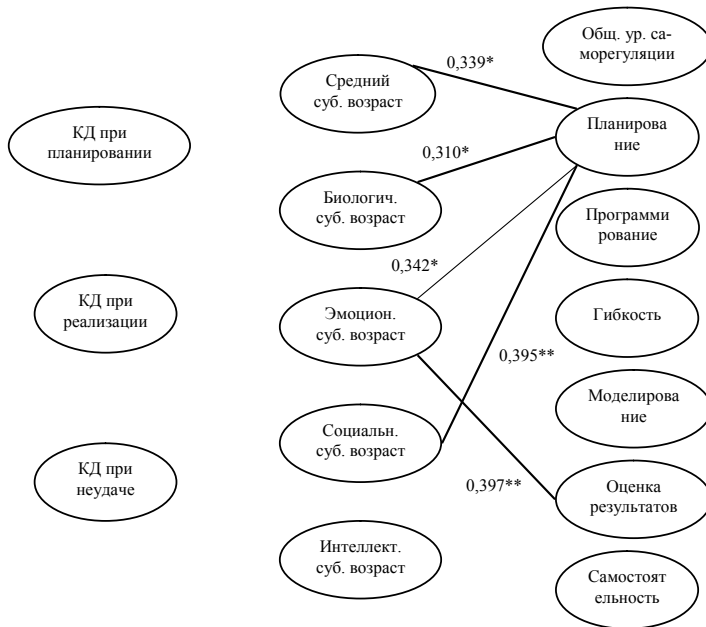 КД при
планировании
КД при
реализации
КД при
неудаче
Средний
суб. возраст
Биологич.
суб. возраст
Эмоцион.
суб. возраст
Социальн.
суб. возраст
Интеллект.
суб. возраст
0,339*
0,310*
0,342*
0,395**
0,397**
Общ. ур. са-
морегуляции
Планирова
ние
Программи
рование
Гибкость
Моделирова
ние
Оценка
результатов
Самостоят
ельность